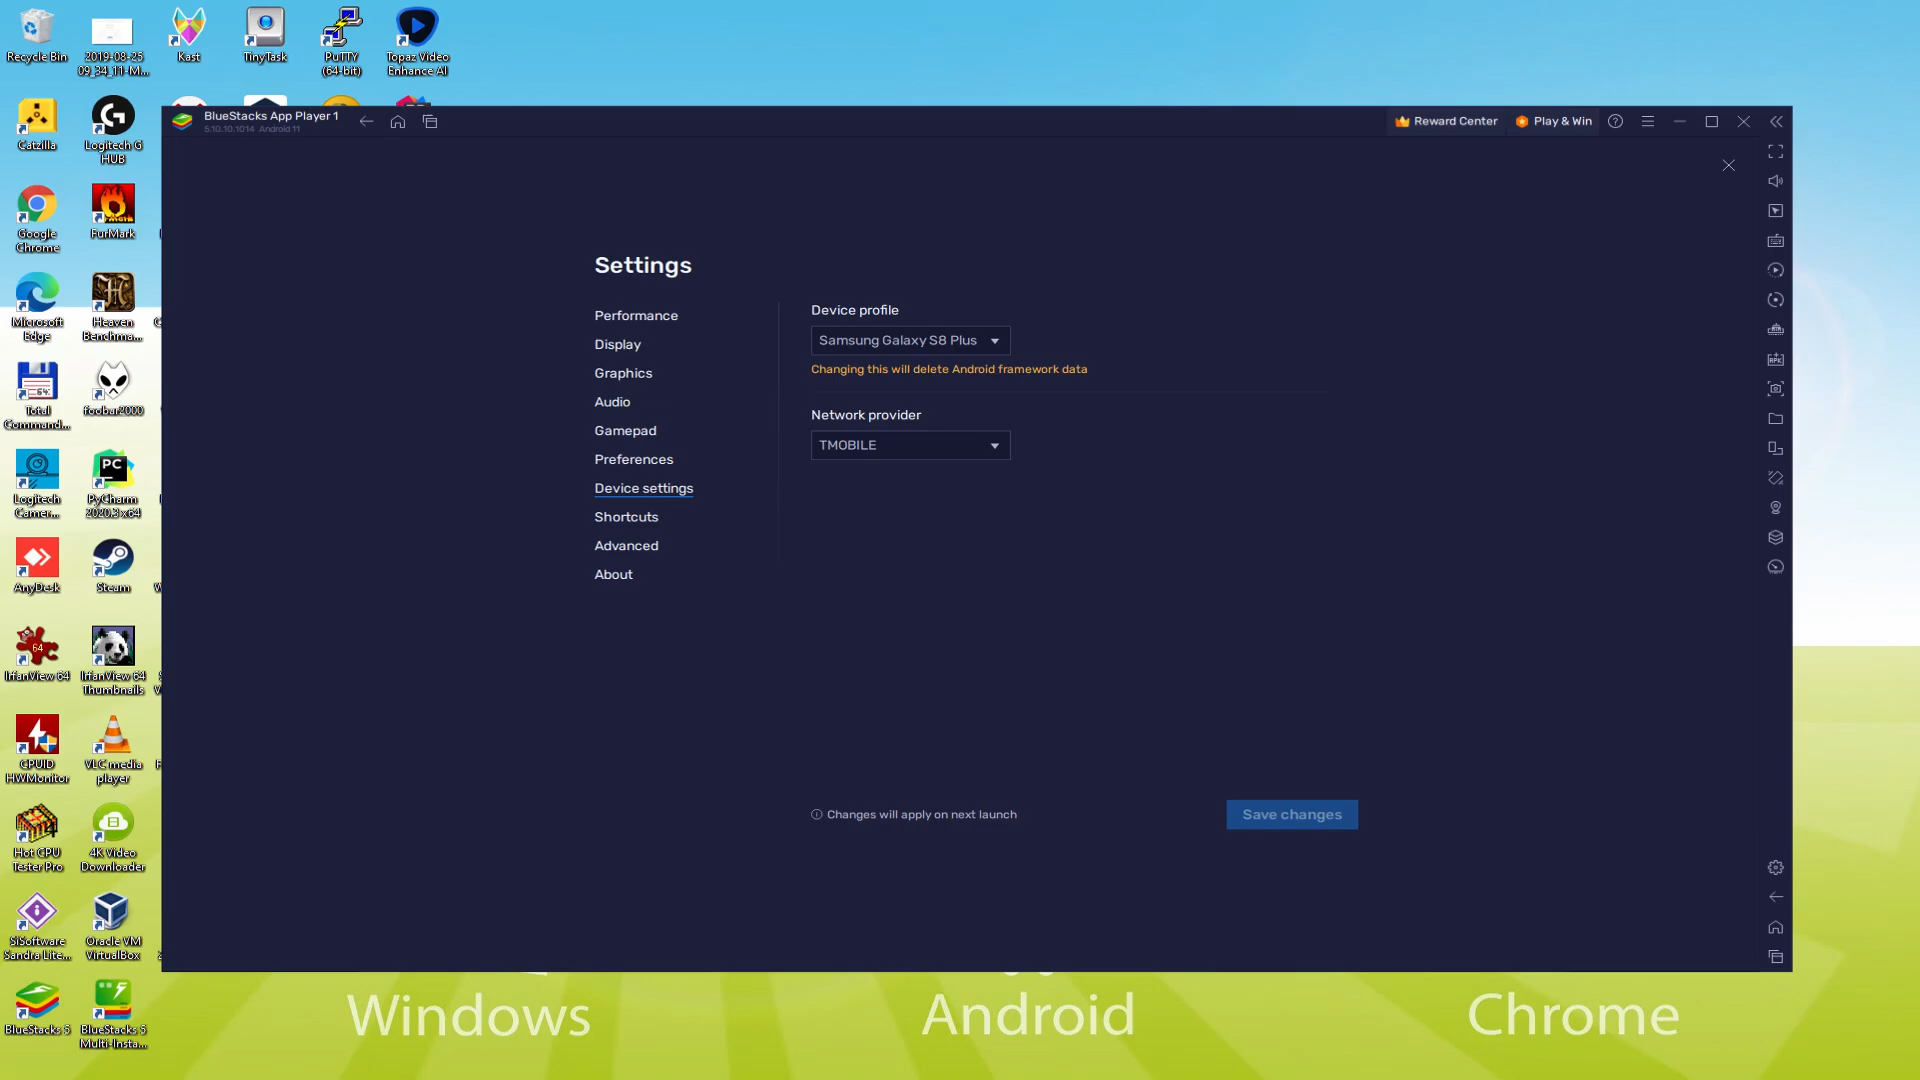 Recycle Bin
2019-08-25
09_34_11-M...
Kast
TinyTask
PuTTY
(64-bit)
Topaz Video
Enhance AI
Catzilla
Logitech G
HUB
Google
Chrome
FurMark
Microsoft
Edge
Heaven
Benchma...
64
Total
Command...
foobar2000
Logitech
Camer...
PC
PyCharm
2020.3 x64
AnyDesk
Steam
64
IrfanView 64
IrfanView 64
Thumbnails
CPUID
HWMonitor
VLC media
player
4
Hot CPU
Tester Pro
4K Video
Downloader
SiSoftware
Sandra Lite...
Oracle VM
VirtualBox
BlueStacks 5
BlueStacks 5
Multi-Insta...
BlueStacks App Player 1
5.10.10.1014 Android 11
Reward Center
Play & Win
Settings
Performance
Display
Graphics
Audio
Gamepad
Preferences
Device settings
Shortcuts
Advanced
About
Device profile
Samsung Galaxy S8 Plus
Changing this will delete Android framework data
Network provider
TMOBILE
Changes will apply on next launch
Save changes
Windows
Android
Chrome